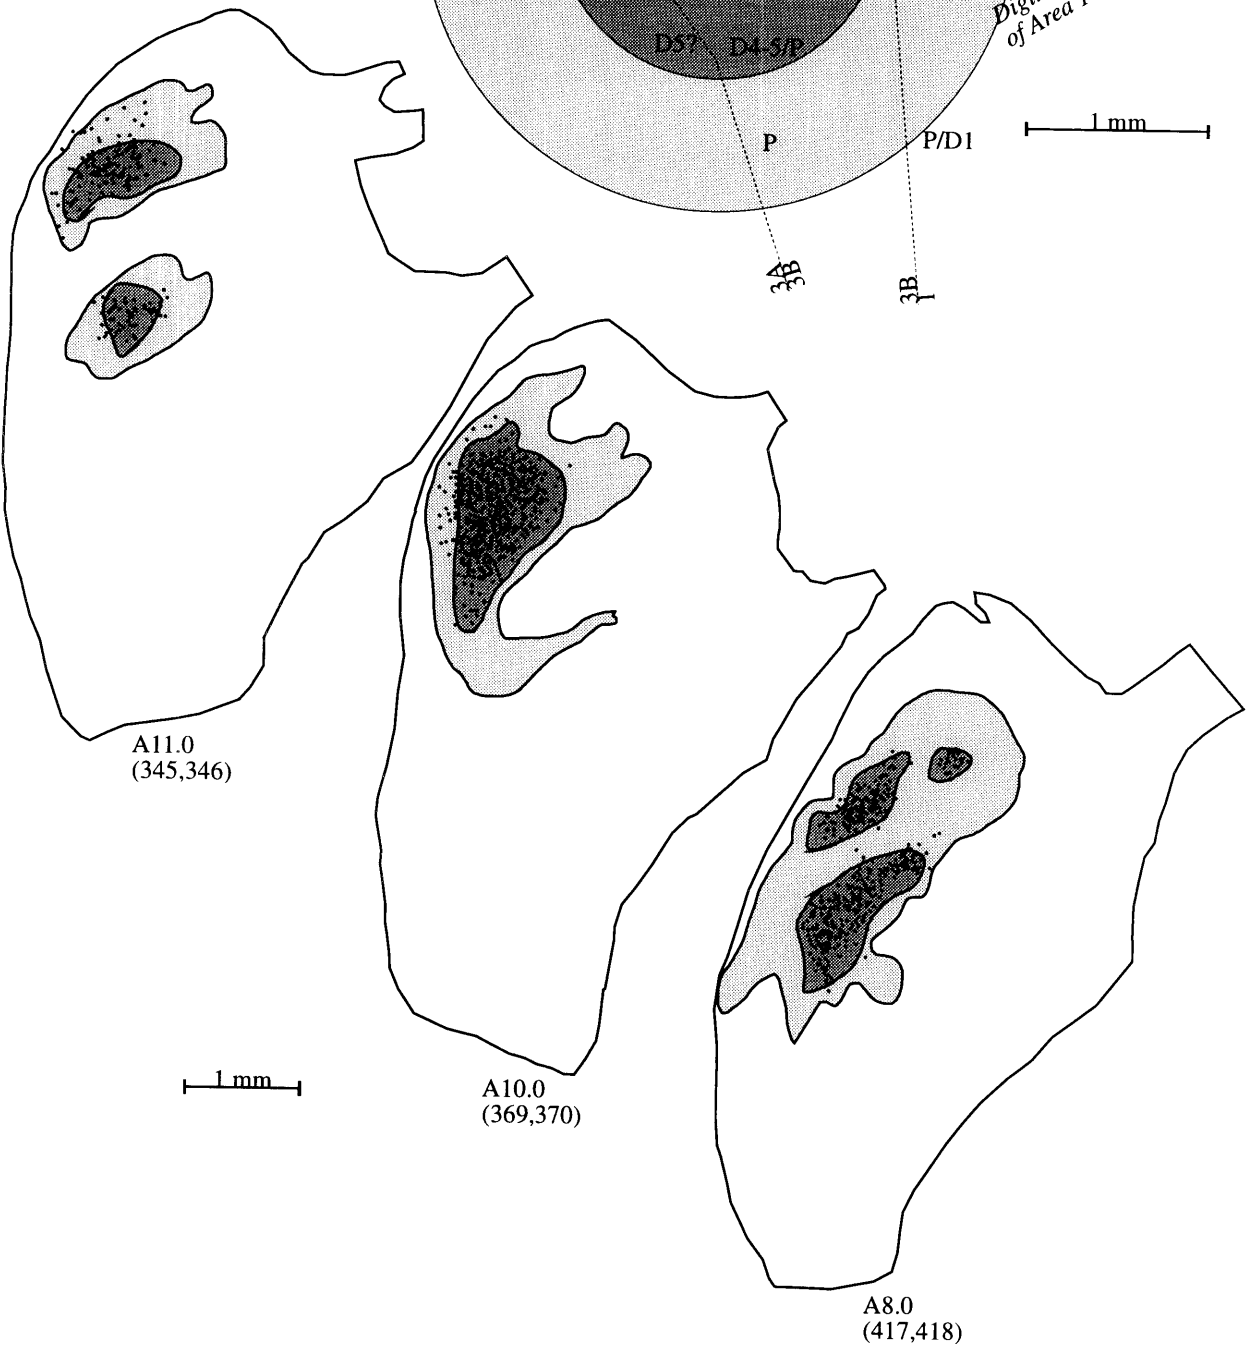 of Area
D5?
D4-5/P
1 mm
P
P/D1
3A
3B
3B
1
A11.0
(345,346)
1 mm
A10.0
(369,370)
A8.0
(417,418)